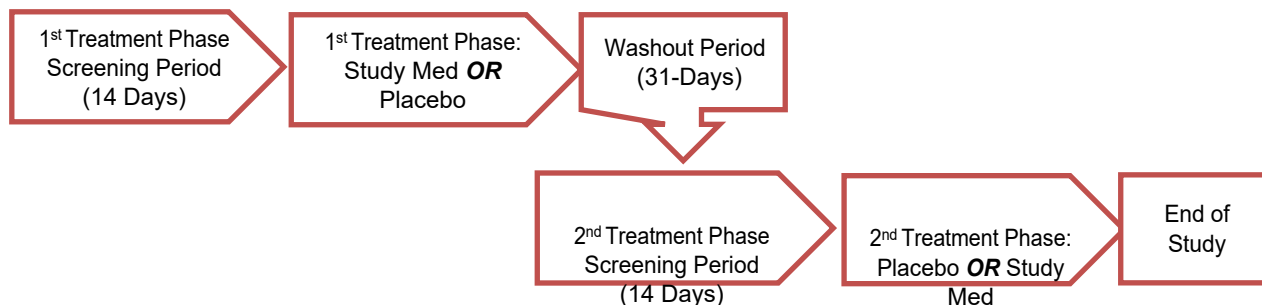 1st Treatment Phase
Screening Period
(14 Days)
1st Treatment Phase:
Study Med OR
Placebo
Washout Period
(31-Days)
2nd Treatment Phase
Screening Period
(14 Days)
2nd Treatment Phase:
Placebo OR Study
Med
End of
Study